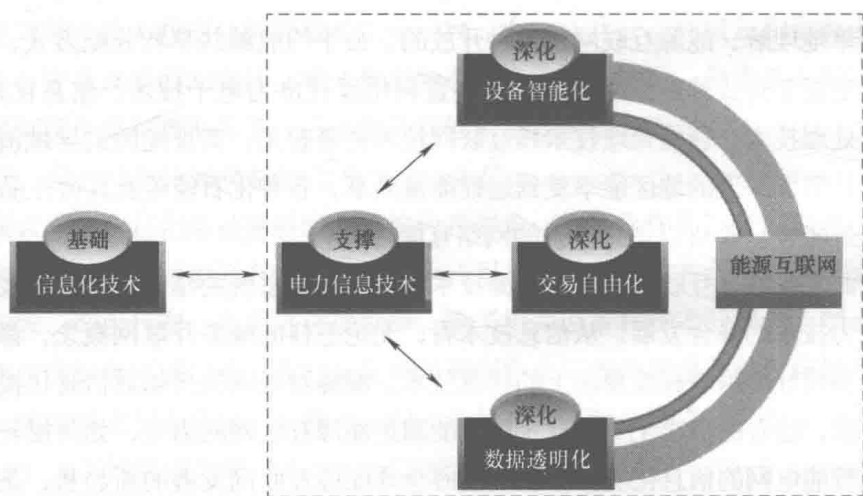 深化
设备智能化
基础
信息化技术
支撑
电力信息技术
深化
交易自由化
能源互联网
深化
数据透明化